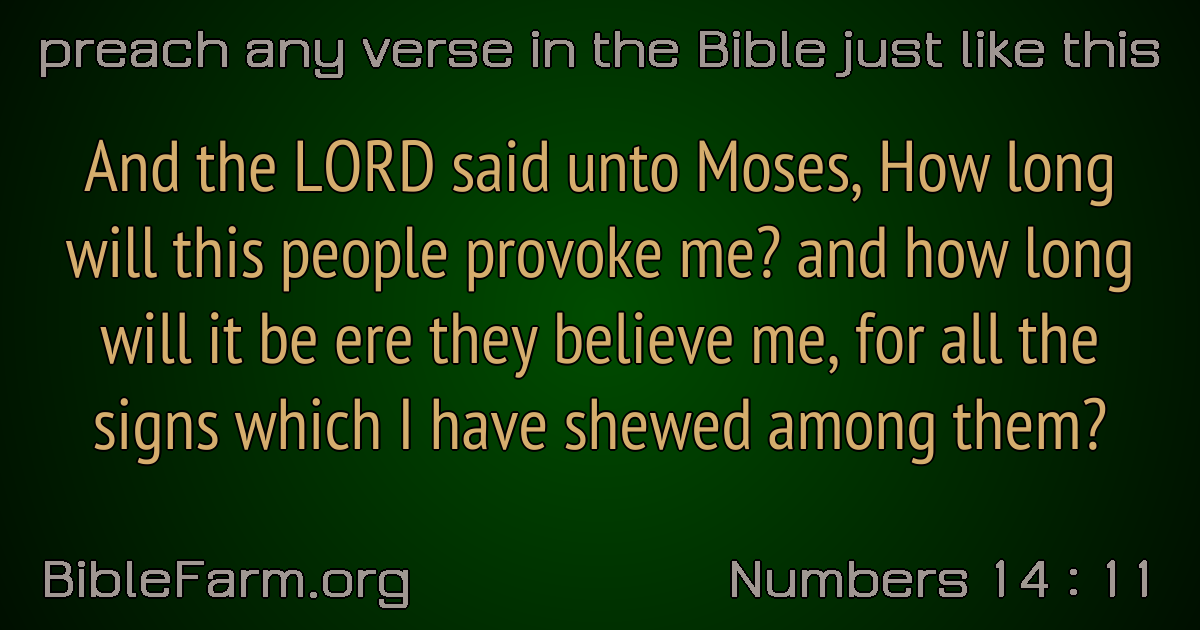 preach any verse in the Bible just like this
And the LORD said unto Moses, How long
will this people provoke me? and how long
will it be ere they believe me, for all the
signs which I have shewed among them?
BibleFarm.org
Numbers 14 : 11